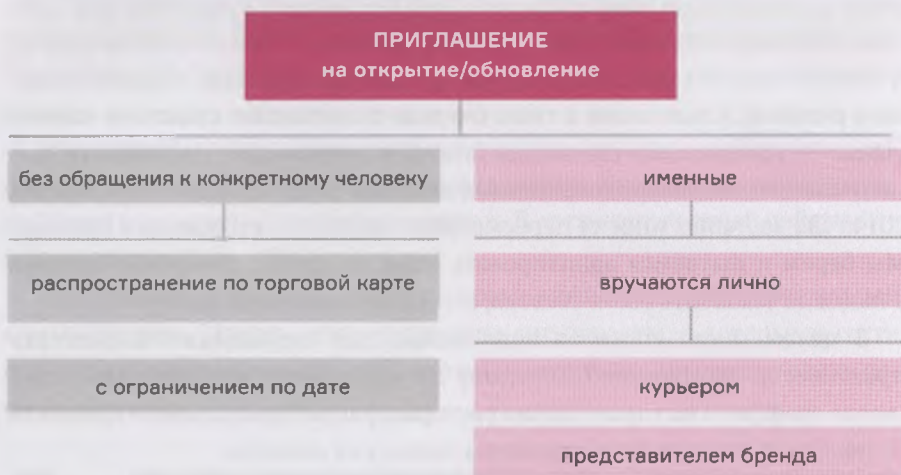 ПРИГЛАШЕНИЕ
на открытие/обновление
без обращения к конкретному человеку
именные
распространение по торговой карте
вручаются лично
с ограничением по дате
курьером
представителем бренда